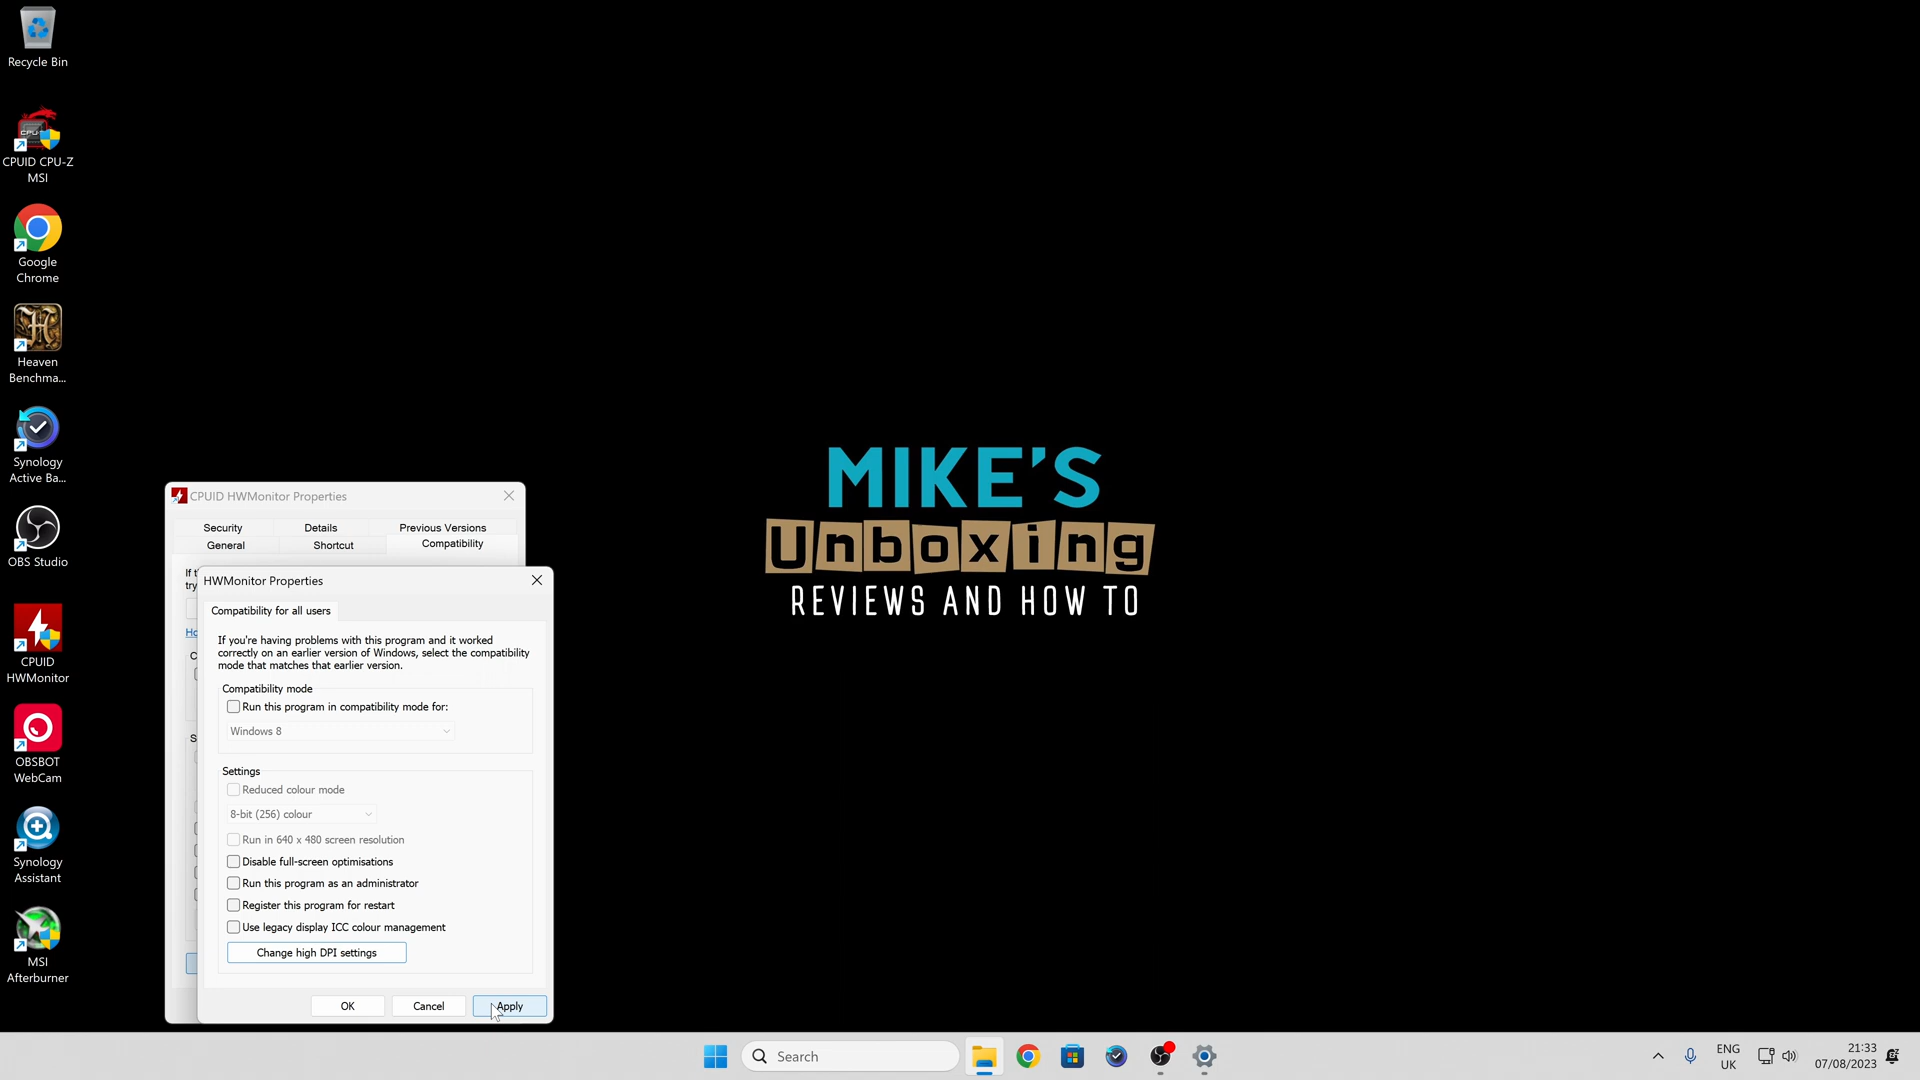 Recycle Bin
CPU
CPUID CPU-Z
MSI
Google
Chrome
Heaven
Benchma...
Synology
Active Ba...
OBS Studio
CPUID
HWMonitor
OBSBOT
WebCam
Synology
Assistant
MSI
Afterburner
MIKE'S
Unboxing
REVIEWS AND HOW TO
CPUID HWMonitor Properties
Security
Details
Previous Versions
General
Shortcut
Compatibility
If t
try
Ho
HWMonitor Properties
Compatibility for all users
If you're having problems with this program and it worked
correctly on an earlier version of Windows, select the compatibility
mode that matches that earlier version.
Compatibility mode
Run this program in compatibility mode for:
Windows 8
Settings
Reduced colour mode
8-bit (256) colour
Run in 640 x 480 screen resolution
Disable full-screen optimisations
Run this program as an administrator
Register this program for restart
Use legacy display ICC colour management
Change high DPI settings
OK
Cancel
Apply
Search
ENG
UK
21:33
07/08/2023